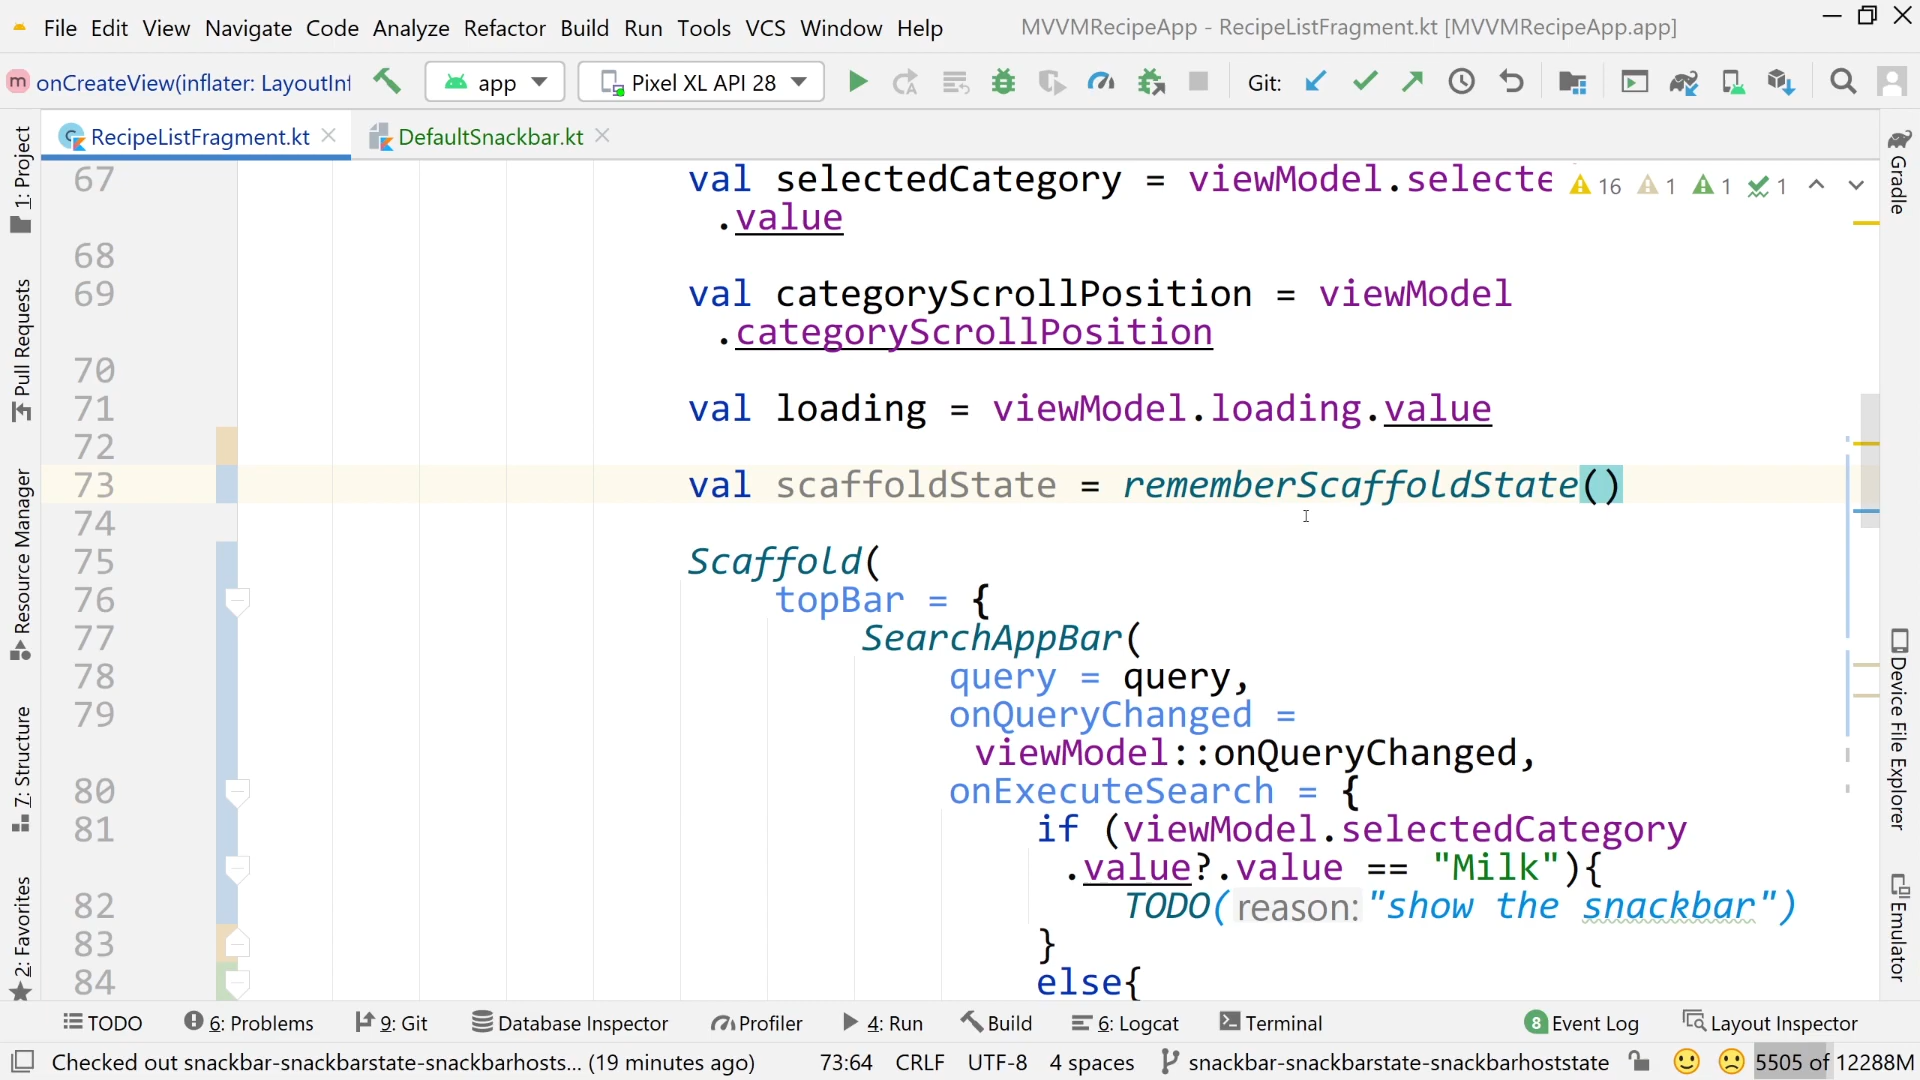 File Edit View Navigate Code Analyze Refactor Build Run Tools VCS Window Help MVVMRecipeApp - RecipeListFragment.kt [MVVMRecipeApp.app]
m onCreateView(inflater: LayoutInf app Pixel XL API 28 Git:
RecipeListFragment.kt DefaultSnackbar.kt
67 val selectedCategory = viewModel.selecte 16 1 1 1
.value
68
69 val categoryScrollPosition = viewModel
.categoryScrollPosition
70
71 val loading = viewModel.loading.value
72
73 val scaffoldState = rememberScaffoldState()
74
75 Scaffold(
76 topBar = {
77 SearchAppBar(
78 query = query,
79 onQueryChanged =
viewModel::onQueryChanged,
80 onExecuteSearch = {
81 if (viewModel.selectedCategory
.value?.value == "Milk"){
82 TODO( reason: "show the snackbar")
83 }
84 else{
1: Project
Pull Requests
Resource Manager
7: Structure
2: Favorites
Gradle
Device File Explorer
Emulator
TODO 6: Problems 9: Git Database Inspector Profiler 4: Run Build 6: Logcat Terminal 8 Event Log Layout Inspector
Checked out snackbar-snackbarstate-snackbarhosts... (19 minutes ago) 73:64 CRLF UTF-8 4 spaces snackbar-snackbarstate-snackbarhoststate 5505 of 12288M